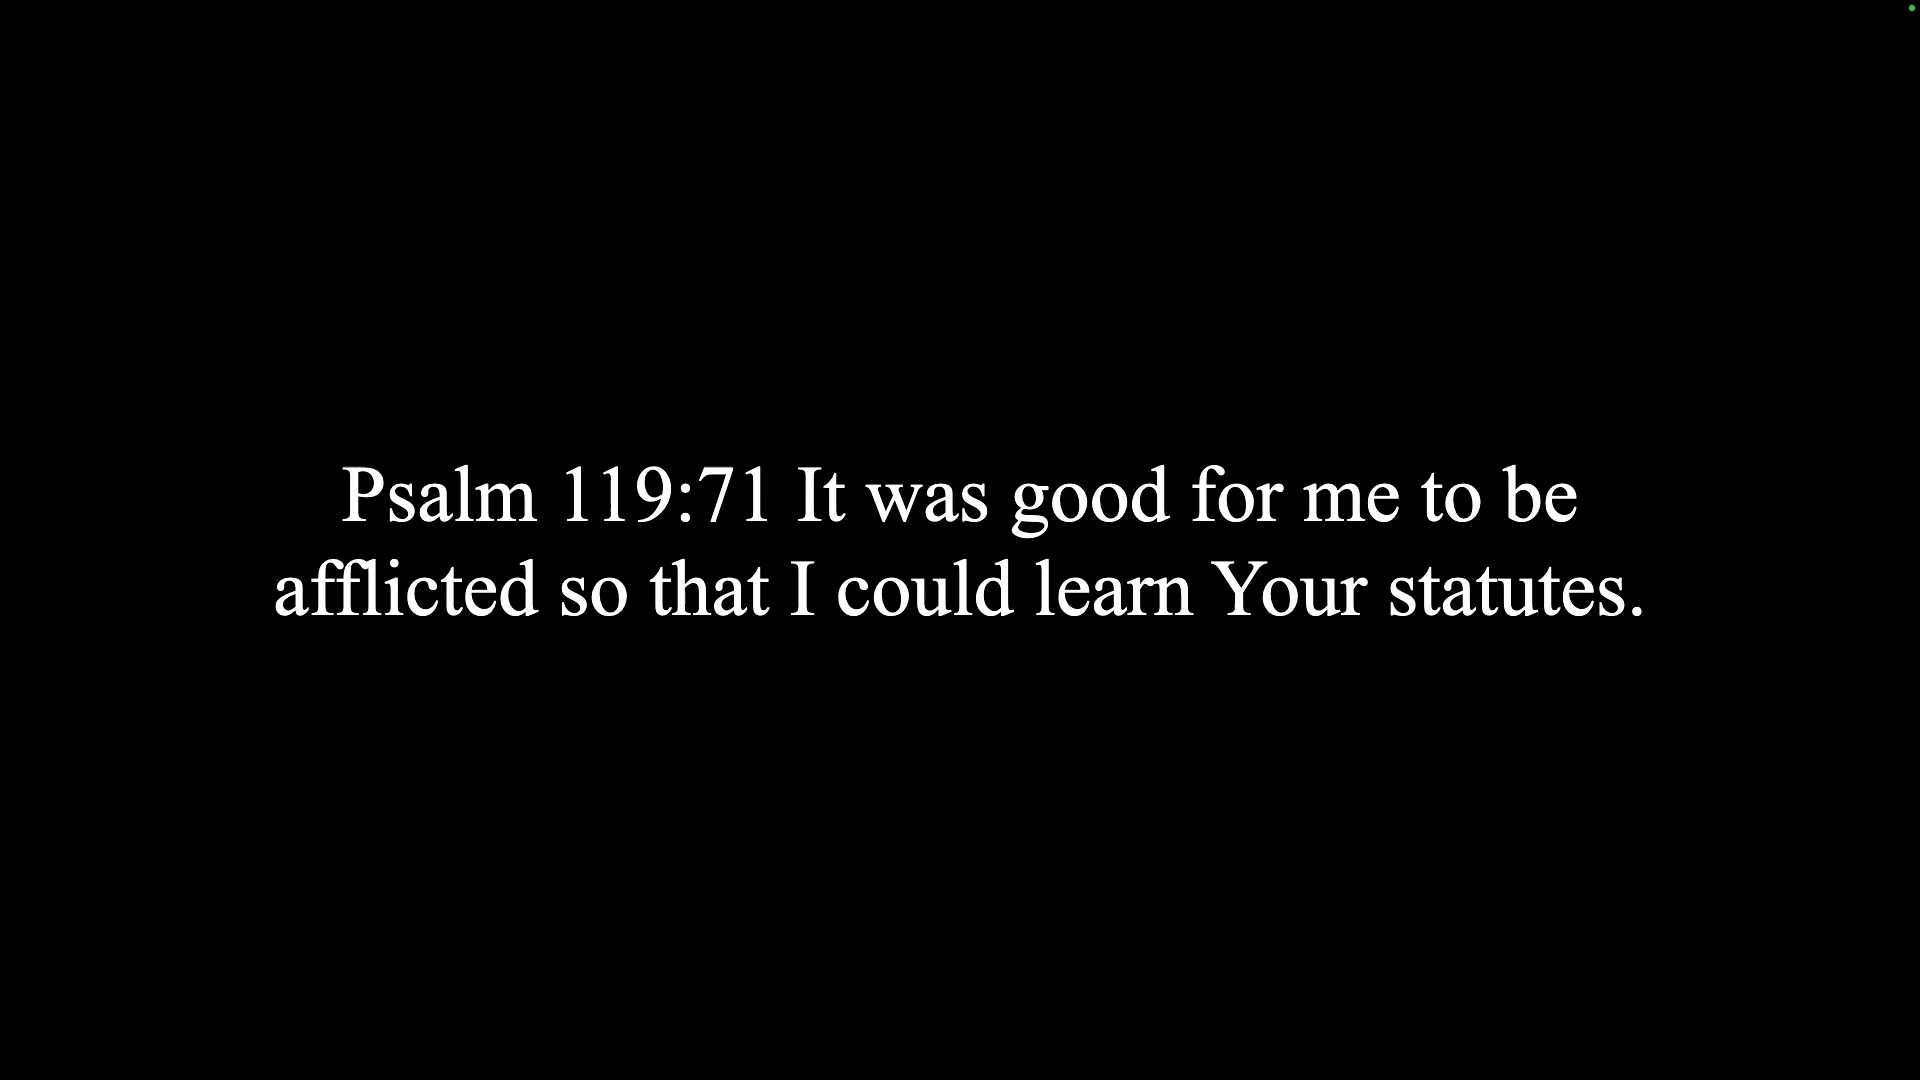 Psalm 119:71 It was good for me to be
afflicted so that I could learn Your statutes.